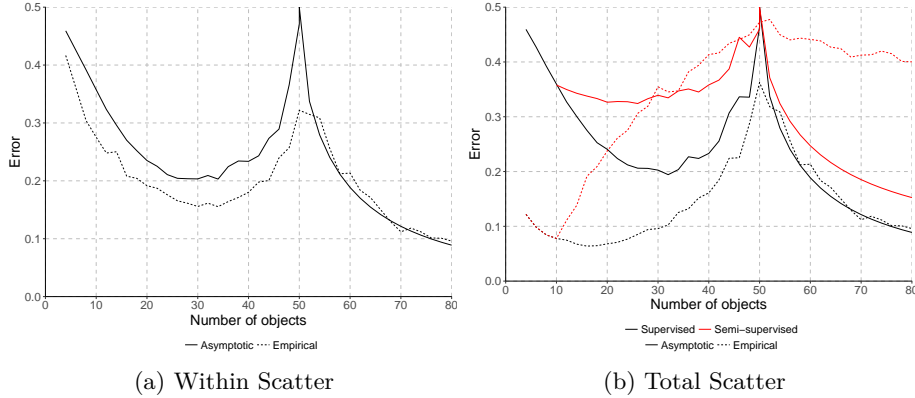 0.5
0.4
0.3
0.2
0.1
0.0
Error
0 10 20 30 40 50 60 70 80
Number of objects
Asymptotic Empirical
(a) Within Scatter
0.5
0.4
0.3
0.2
0.1
0.0
Error
0 10 20 30 40 50 60 70 80
Number of objects
Supervised Semi−supervised
Asymptotic Empirical
(b) Total Scatter